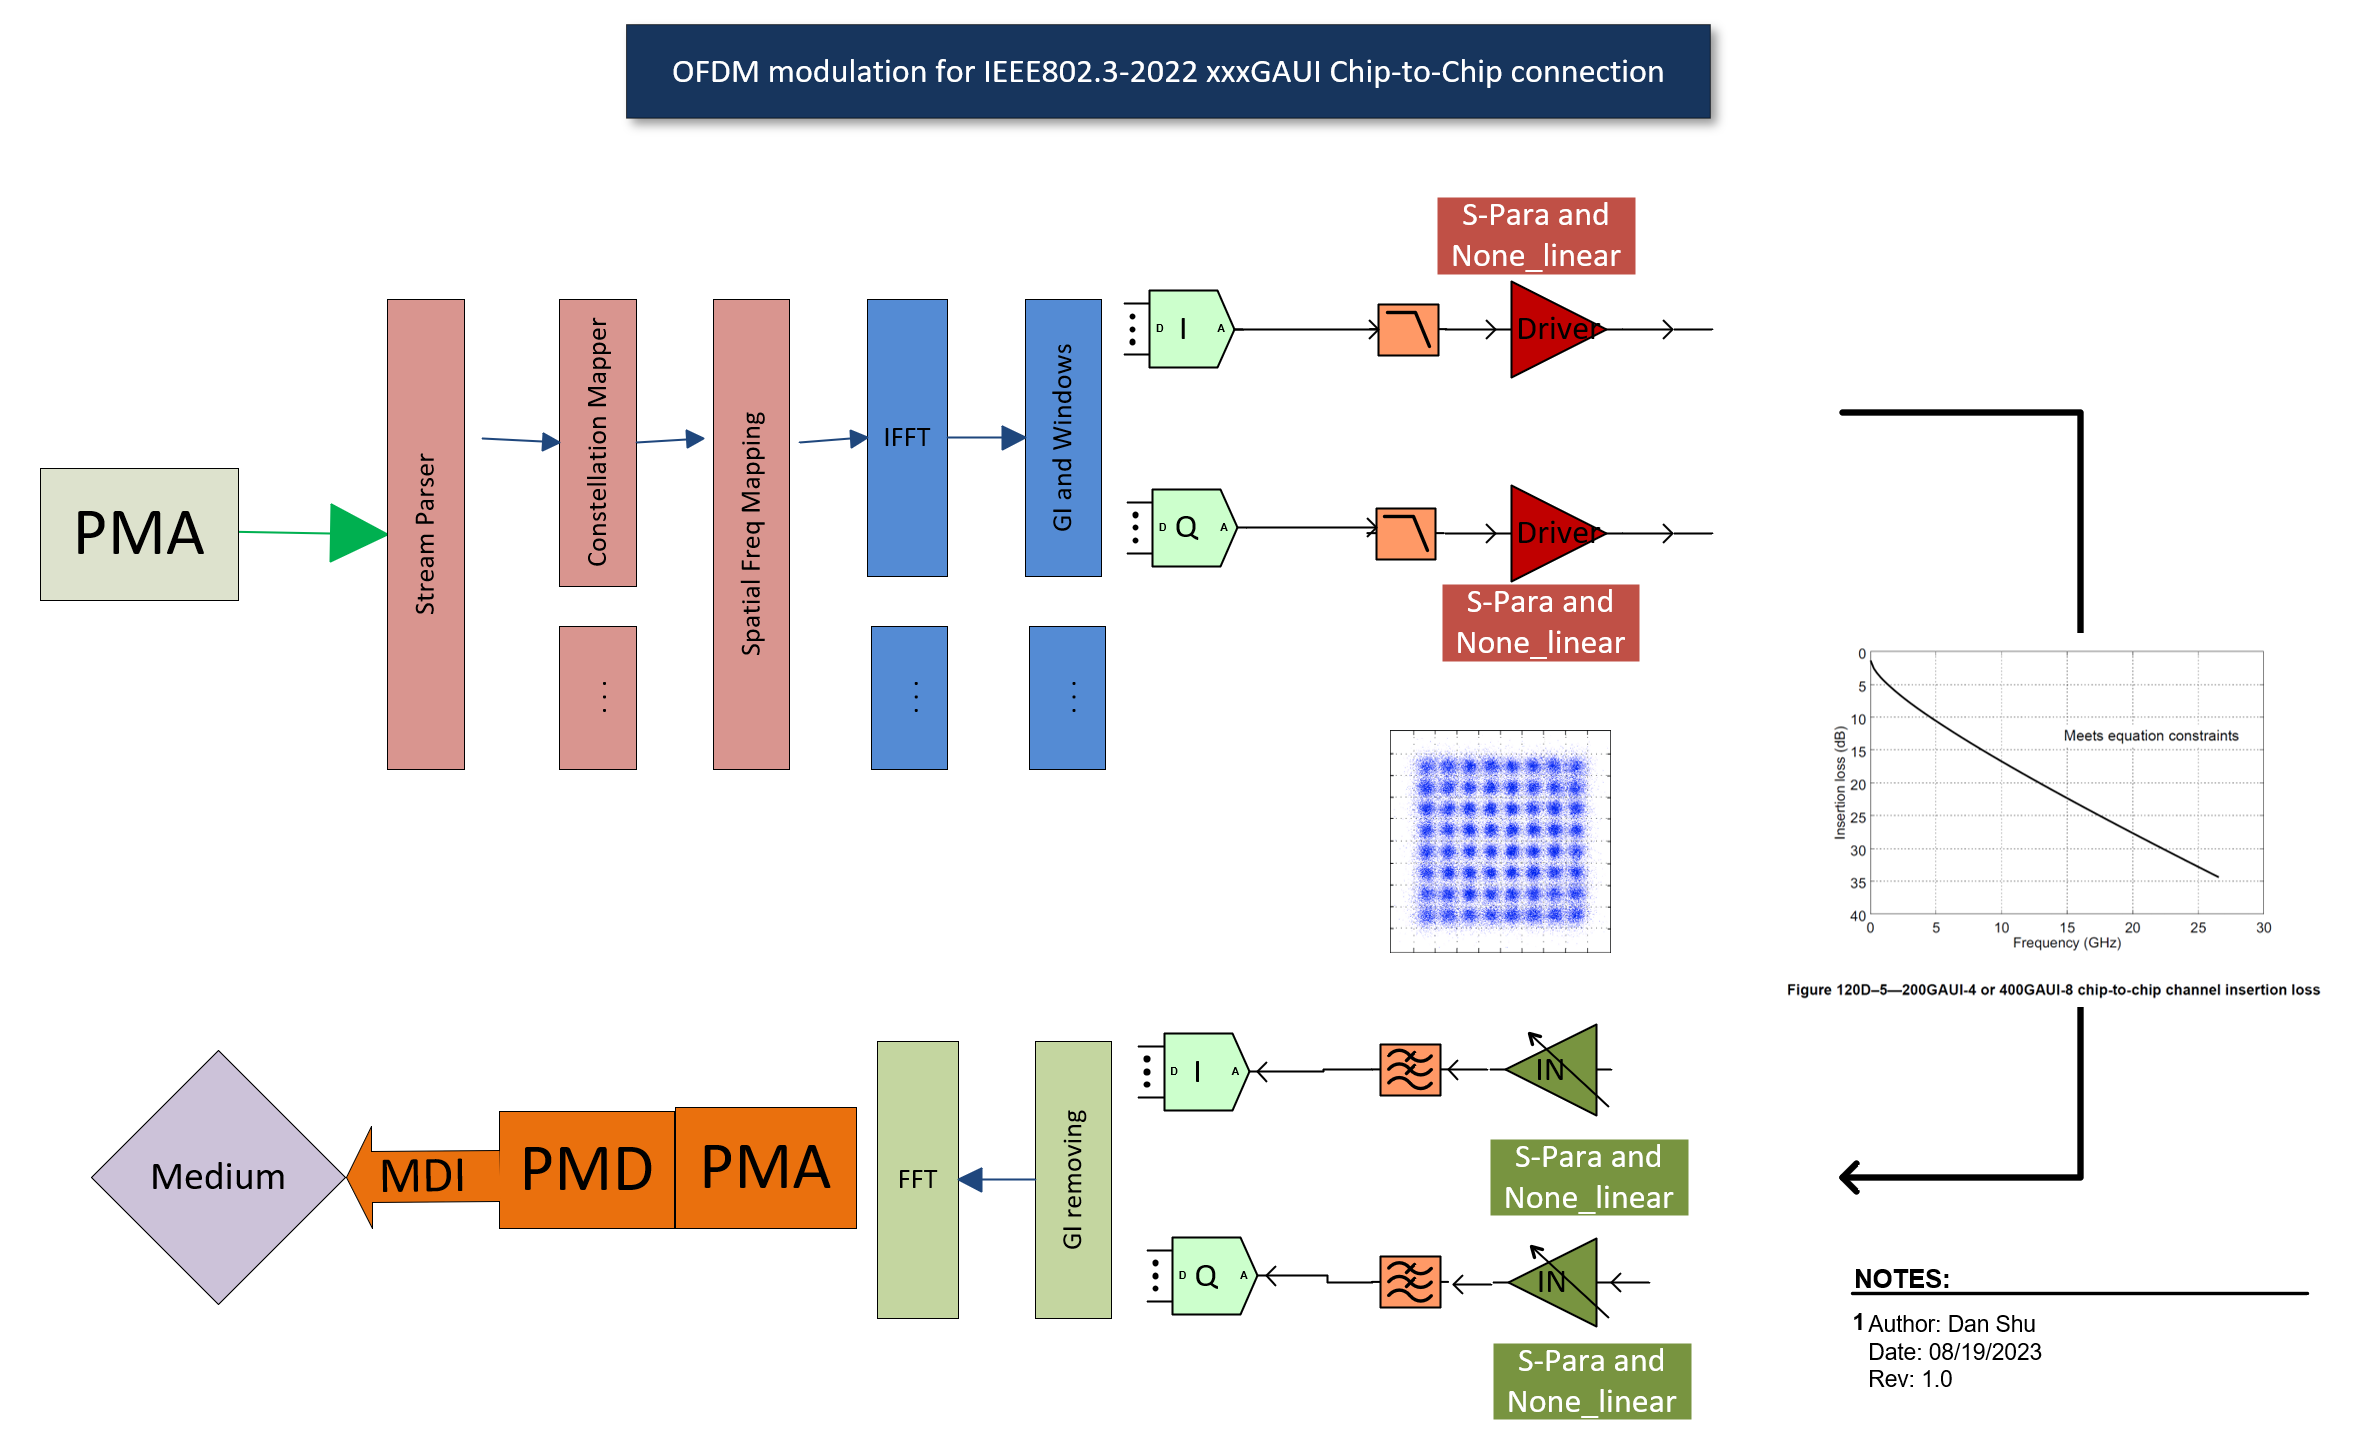 OFDM modulation for IEEE802.3-2022 xxxGAUI Chip-to-Chip connection
S-Para and
None_linear
PMA
Stream Parser
Constellation Mapper
Spatial Freq Mapping
IFFT
GI and Windows
D I A
Driver
D Q A
Driver
S-Para and
None_linear
...
...
...
0
5
10
15
20
25
30
35
40
Insertion loss (dB)
Meets equation constraints
0 5 10 15 20 25 30
Frequency (GHz)
Figure 120D–5—200GAUI-4 or 400GAUI-8 chip-to-chip channel insertion loss
Medium
MDI
PMD
PMA
FFT
GI removing
D I A
IN
S-Para and
None_linear
D Q A
IN
S-Para and
None_linear
NOTES:
1 Author: Dan Shu
Date: 08/19/2023
Rev: 1.0